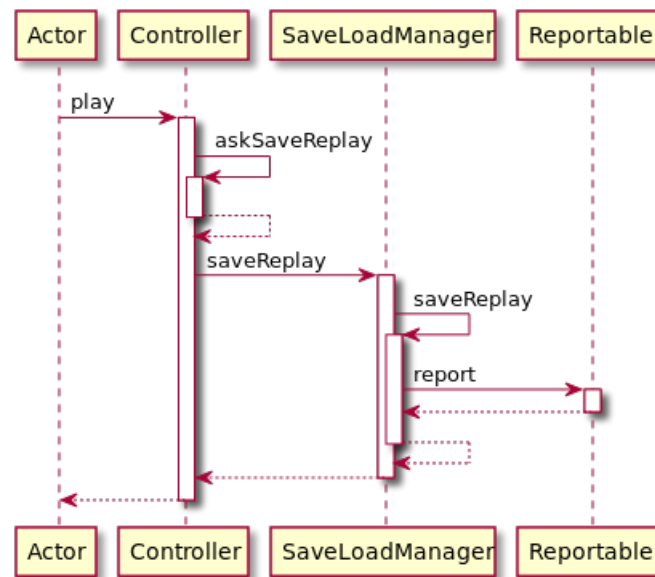 Actor Controller SaveLoadManager Reportable
play
askSaveReplay
saveReplay
saveReplay
report
Actor Controller SaveLoadManager Reportable